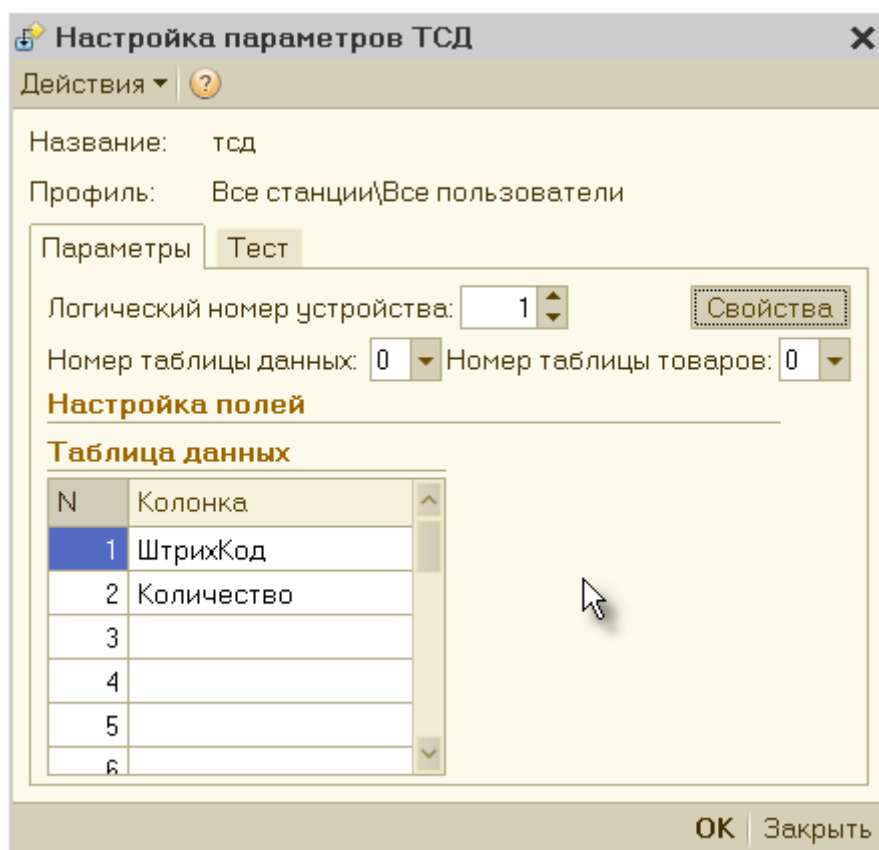 Настройка параметров ТСД
Действия
Название: тсд
Профиль: Все станции\Все пользователи
Параметры Тест
Логический номер устройства: 1 Свойства
Номер таблицы данных: 0 Номер таблицы товаров: 0
Настройка полей
Таблица данных
N Колонка
1 ШтрихКод
2 Количество
3
4
5
6
OK Закрыть